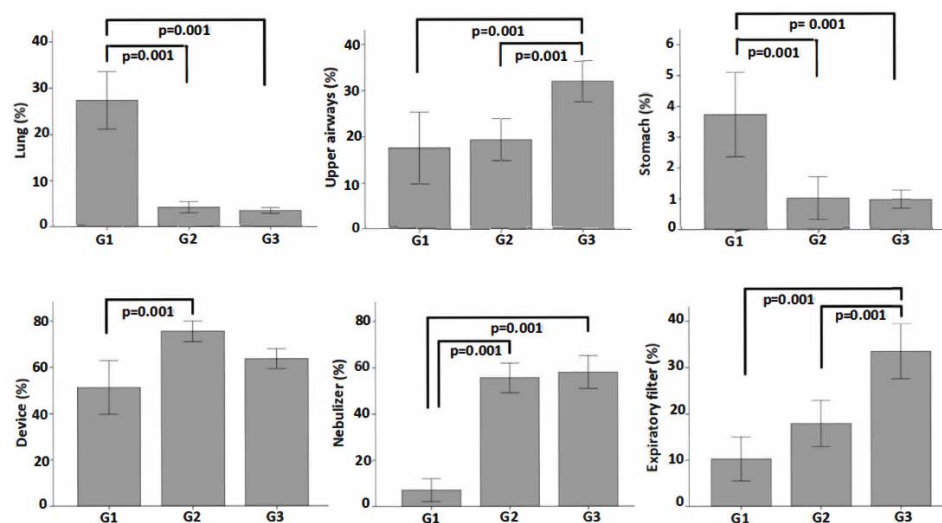 p=0.001
p=0.001
40
30
20
10
0
Lung (%)
G1 G2 G3
p=0.001
p=0.001
40
30
20
10
0
Upper airways (%)
G1 G2 G3
p= 0.001
p=0.001
6
5
4
3
2
1
0
Stomach (%)
G1 G2 G3
p=0.001
80
60
40
20
0
Device (%)
G1 G2 G3
p=0.001
p=0.001
80
60
40
20
0
Nebulizer (%)
G1 G2 G3
p=0.001
p=0.001
40
30
20
10
0
Expiratory filter (%)
G1 G2 G3